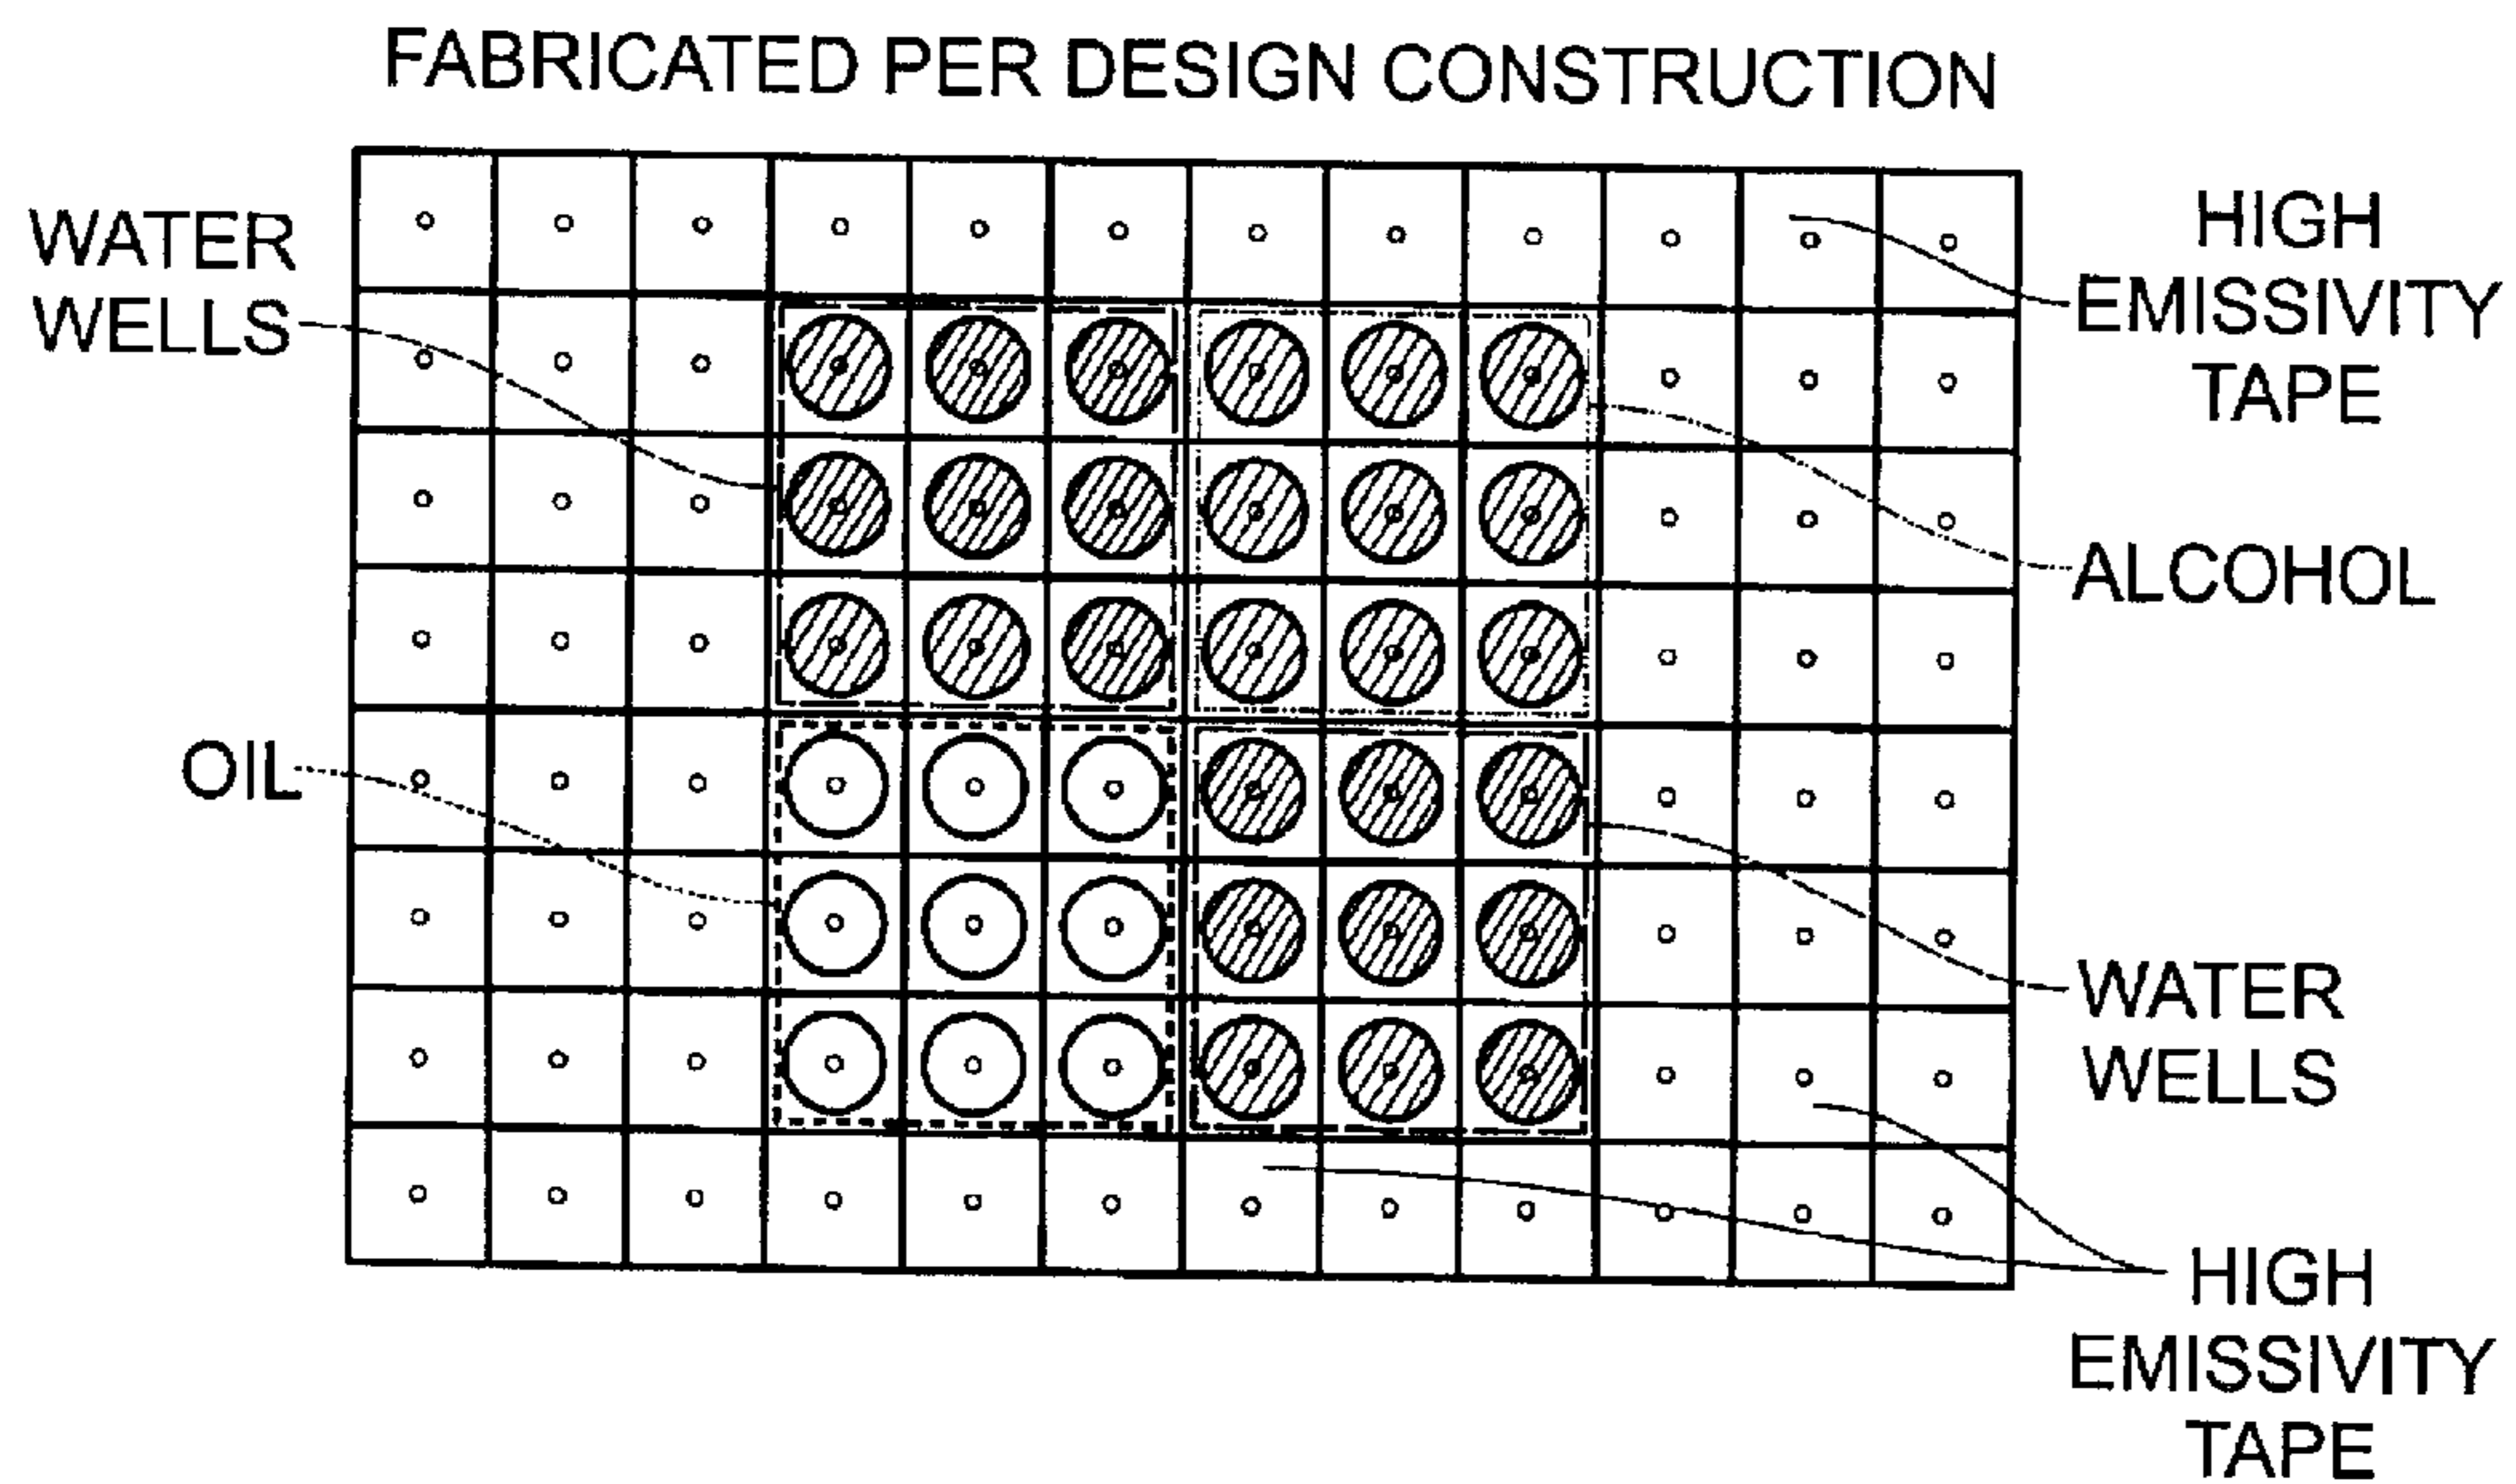 FABRICATED PER DESIGN CONSTRUCTION
WATER
WELLS
HIGH
EMISSIVITY
TAPE
ALCOHOL
OIL
WATER
WELLS
HIGH
EMISSIVITY
TAPE